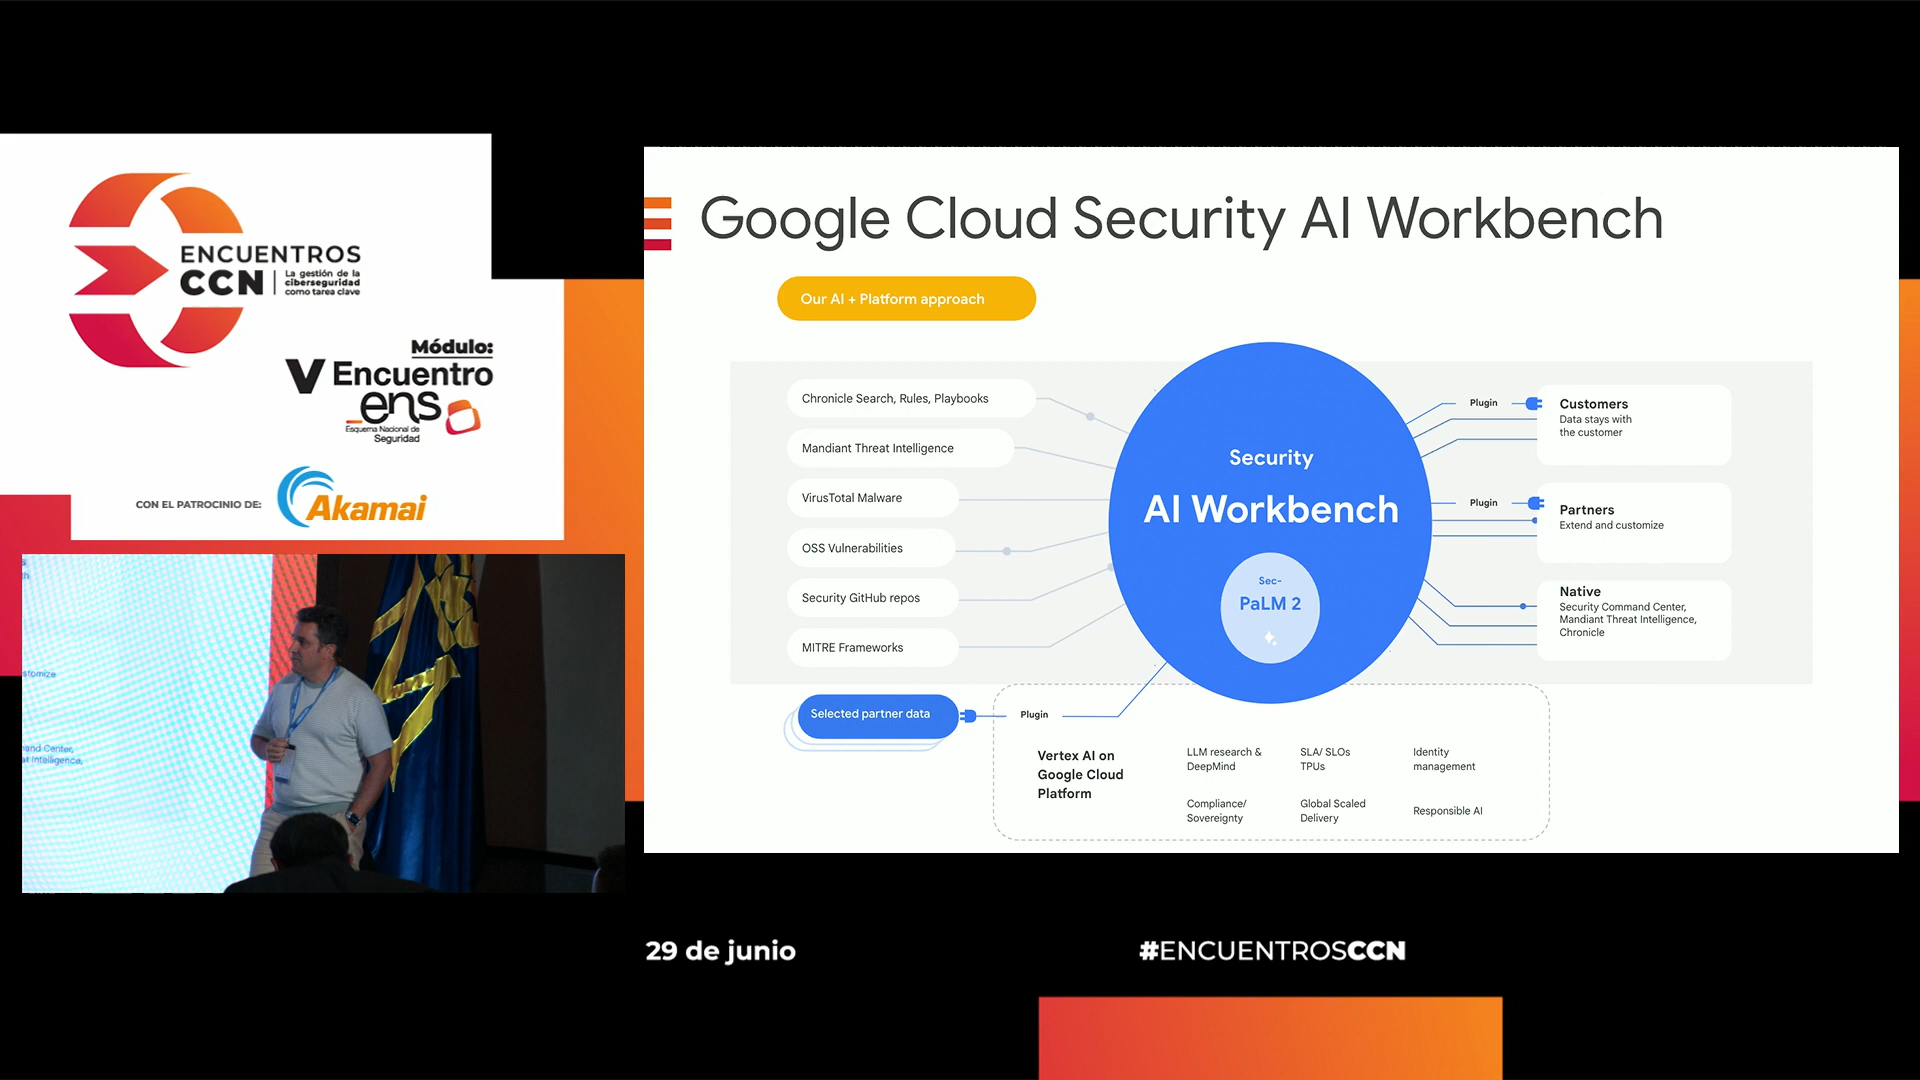 ENCUENTROS
CCN
La gestión de la
ciberseguridad
como tarea clave
Módulo:
V Encuentro
ens
Esquema Nacional de
Seguridad
CON EL PATROCINIO DE:
Akamai
stomize
and Center,
at Intelligence,
Google Cloud Security AI Workbench
Our AI + Platform approach
Chronicle Search, Rules, Playbooks
Mandiant Threat Intelligence
VirusTotal Malware
OSS Vulnerabilities
Security GitHub repos
MITRE Frameworks
Selected partner data
Plugin
Security
AI Workbench
Sec-
PaLM 2
Plugin
Customers
Data stays with
the customer
Plugin
Partners
Extend and customize
Native
Security Command Center,
Mandiant Threat Intelligence,
Chronicle
Vertex AI on
Google Cloud
Platform
LLM research &
DeepMind
SLA/ SLOs
TPUs
Identity
management
Compliance/
Sovereignty
Global Scaled
Delivery
Responsible AI
29 de junio
#ENCUENTROSCCN